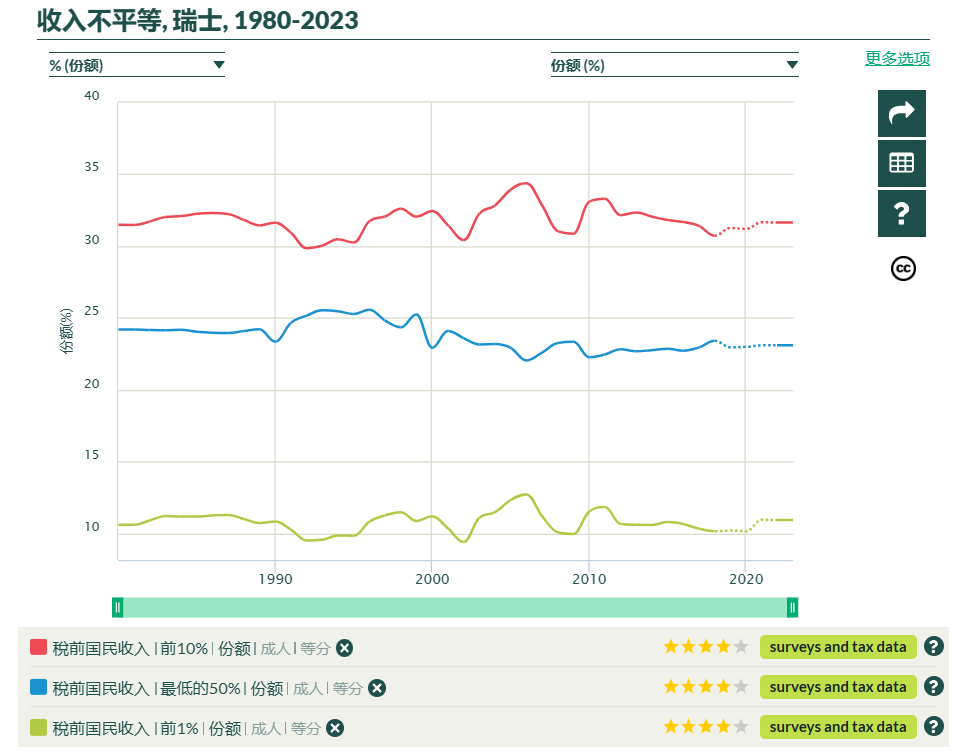 收入不平等, 瑞士, 1980-2023
% (份额)
份额 (%)
更多选项
40
35
30
25
20
15
10
份额(%)
1990 2000 2010 2020
?
cc
税前国民收入 | 前10% | 份额 | 成人 | 等分
surveys and tax data ?
税前国民收入 | 最低的50% | 份额 | 成人 | 等分
surveys and tax data ?
税前国民收入 | 前1% | 份额 | 成人 | 等分
surveys and tax data ?